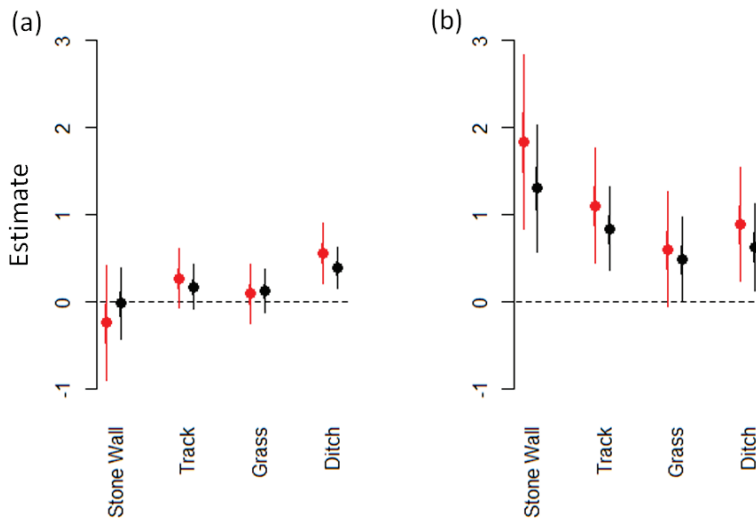 (a)
(b)
Estimate
3
2
1
0
-1
Stone Wall
Track
Grass
Ditch
3
2
1
0
-1
Stone Wall
Track
Grass
Ditch